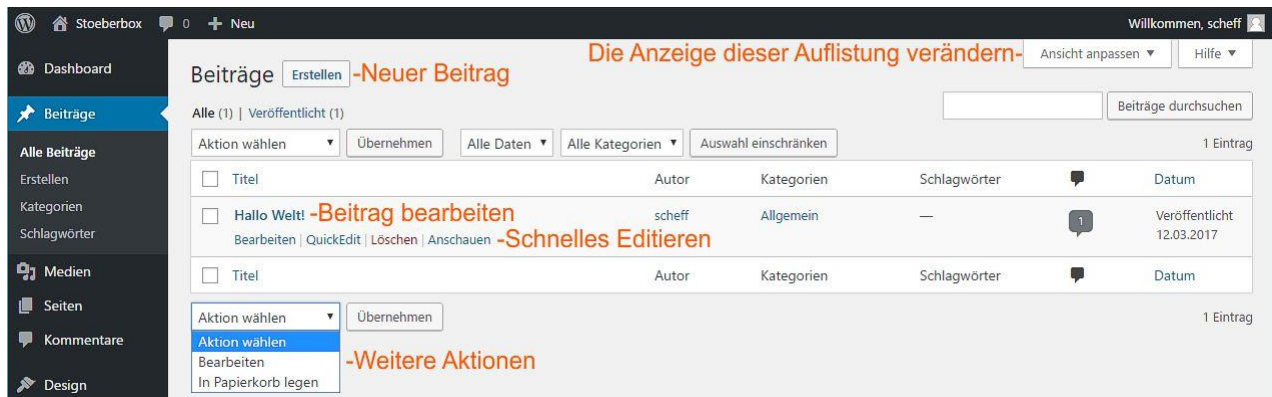 Stoeberbox 0 + Neu Willkommen, scheff
Dashboard
Beiträge
Alle Beiträge
Erstellen
Kategorien
Schlagwörter
Medien
Seiten
Kommentare
Design
Die Anzeige dieser Auflistung verändern- Ansicht anpassen ▼ Hilfe ▼
Beiträge Erstellen -Neuer Beitrag
Alle (1) | Veröffentlicht (1) Beiträge durchsuchen
Aktion wählen ▼ Übernehmen Alle Daten ▼ Alle Kategorien ▼ Auswahl einschränken 1 Eintrag
Titel Autor Kategorien Schlagwörter Datum
Hallo Welt! -Beitrag bearbeiten scheff Allgemein — 1 Veröffentlicht
Bearbeiten | QuickEdit | Löschen | Anschauen -Schnelles Editieren 12.03.2017
Titel Autor Kategorien Schlagwörter Datum
Aktion wählen ▼ Übernehmen 1 Eintrag
Aktion wählen
Bearbeiten -Weitere Aktionen
In Papierkorb legen